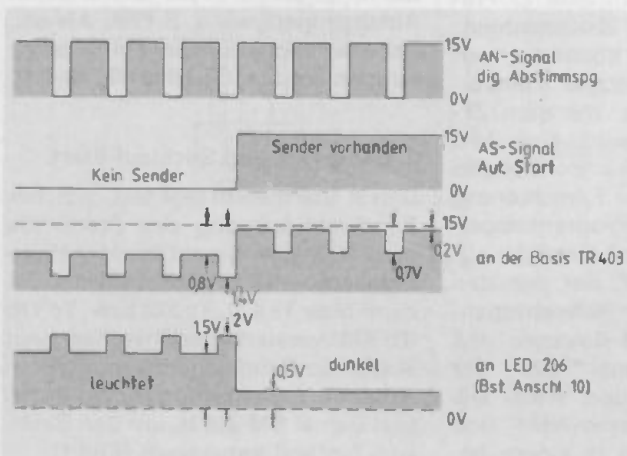 15V
AN-Signal
dig Abstimmspg
0V
15V
AS-Signal
Aut. Start
Sender vorhanden
Kein Sender
0V
15V
0,2V
an der Basis TR403
0,8V
0,7V
1,4V
2V
1,5V
an LED 206
(Bst. Anschl. 10)
leuchtet
dunkel
0,5V
0V